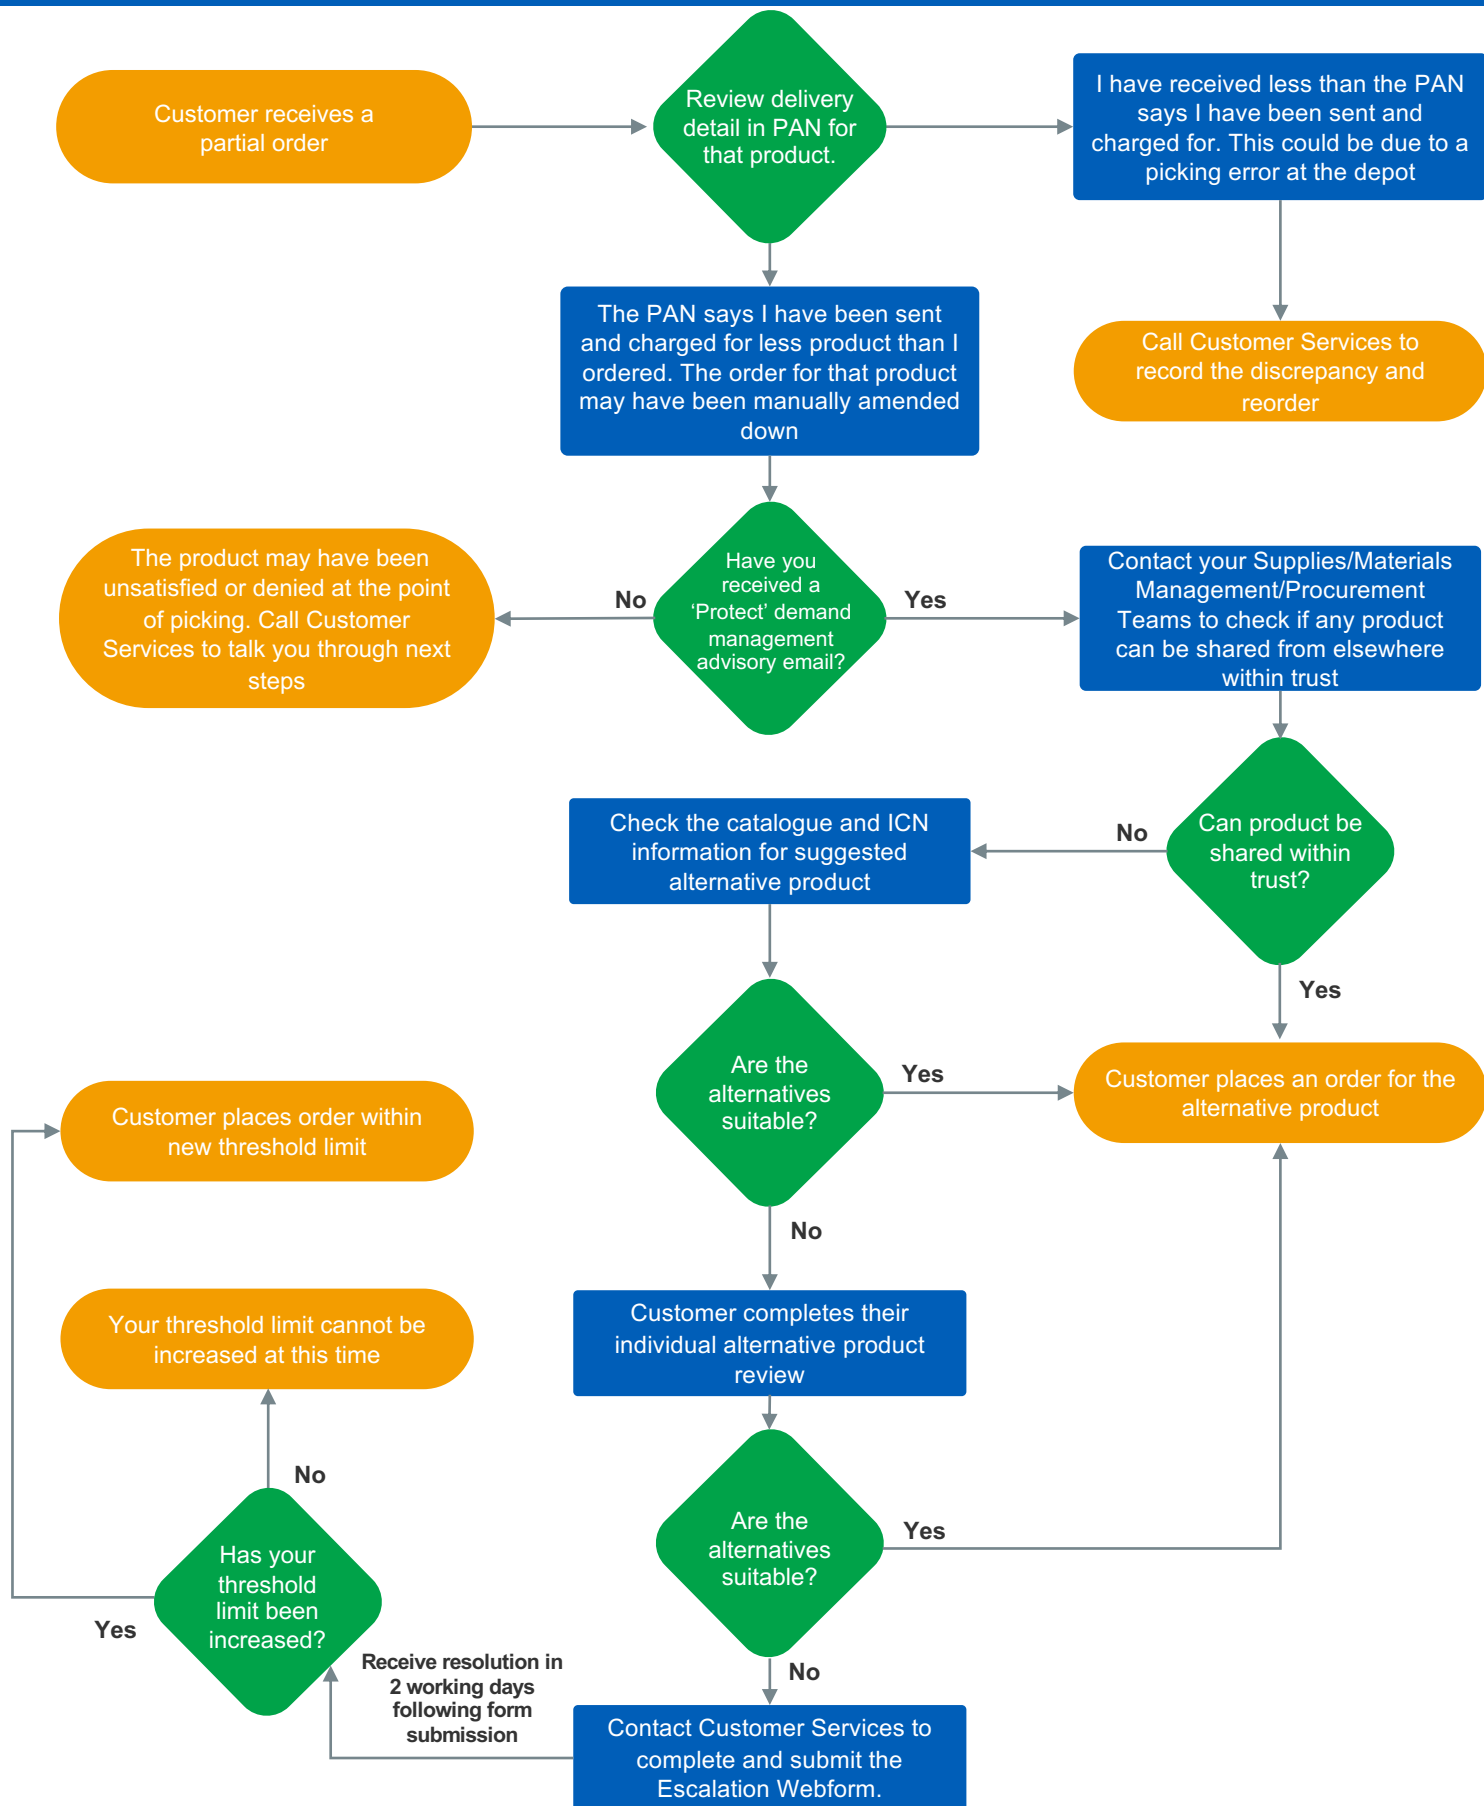 Customer receives a
partial order
Review delivery
detail in PAN for
that product.
I have received less than the PAN
says I have been sent and
charged for. This could be due to a
picking error at the depot
The PAN says I have been sent
and charged for less product than I
ordered. The order for that product
may have been manually amended
down
Call Customer Services to
record the discrepancy and
reorder
The product may have been
unsatisfied or denied at the point
of picking. Call Customer
Services to talk you through next
steps
No
Have you
received a
‘Protect’ demand
management
advisory email?
Yes
Contact your Supplies/Materials
Management/Procurement
Teams to check if any product
can be shared from elsewhere
within trust
Check the catalogue and ICN
information for suggested
alternative product
No
Can product be
shared within
trust?
Yes
Are the
alternatives
suitable?
Yes
Customer places an order for the
alternative product
Customer places order within
new threshold limit
No
Your threshold limit cannot be
increased at this time
Customer completes their
individual alternative product
review
No
Are the
alternatives
suitable?
Yes
Has your
threshold
limit been
increased?
Yes
Receive resolution in
2 working days
following form
submission
No
Contact Customer Services to
complete and submit the
Escalation Webform.